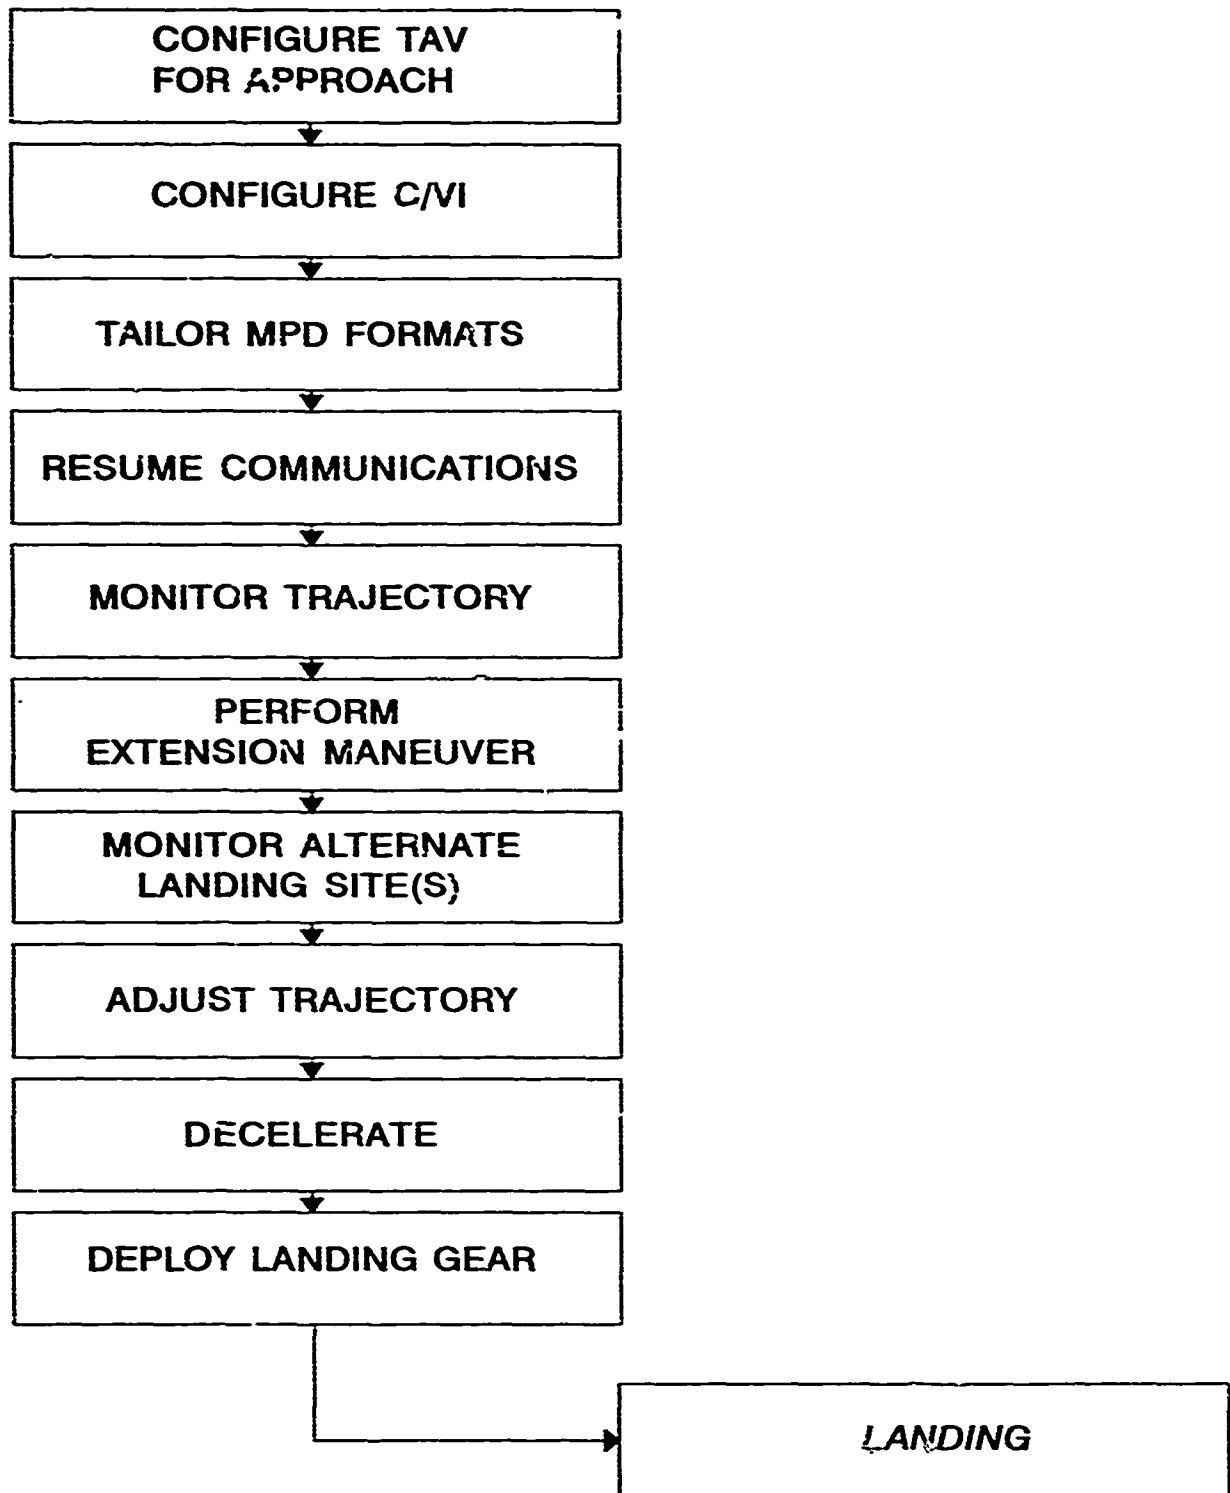 CONFIGURE TAV
FOR APPROACH
CONFIGURE C/VI
TAILOR MPD FORMATS
RESUME COMMUNICATIONS
MONITOR TRAJECTORY
PERFORM
EXTENSION MANEUVER
MONITOR ALTERNATE
LANDING SITE(S)
ADJUST TRAJECTORY
DECELERATE
DEPLOY LANDING GEAR
LANDING